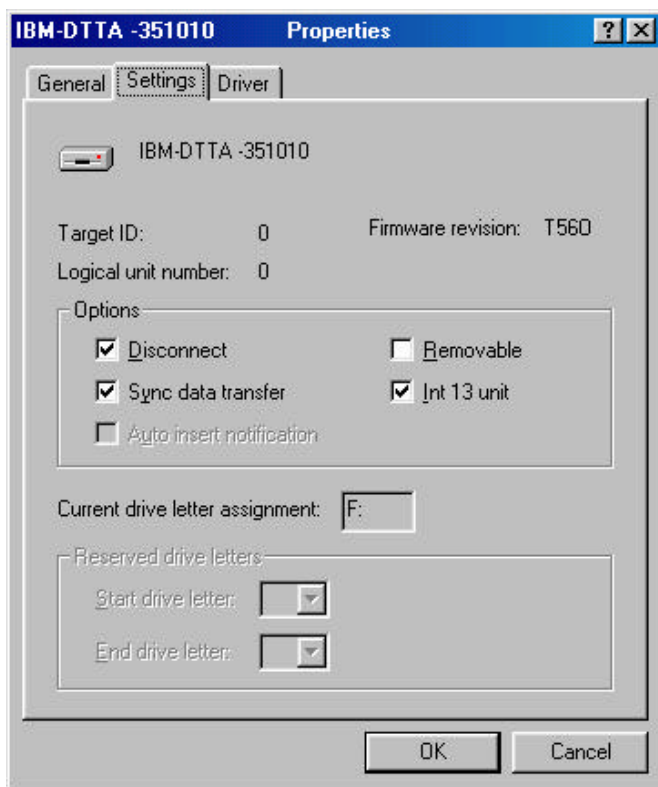 IBM-DTTA -351010 Properties ? X
General Settings Driver
IBM-DTTA -351010
Target ID: 0 Firmware revision: T560
Logical unit number: 0
Options
Disconnect Removable
Sync data transfer Int 13 unit
Auto insert notification
Current drive letter assignment: F:
Reserved drive letters
Start drive letter:
End drive letter:
OK Cancel